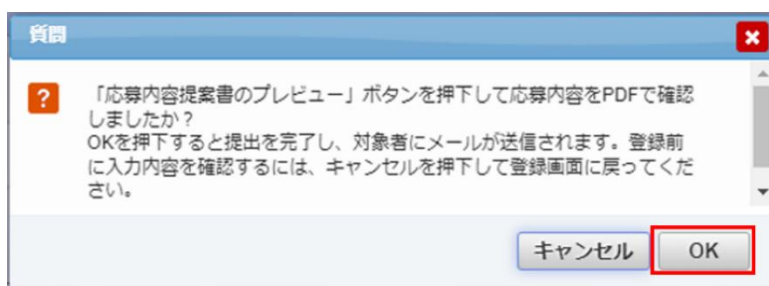 質問
?
「応募内容提案書のプレビュー」ボタンを押下して応募内容をPDFで確認
しましたか?
OKを押下すると提出を完了し、対象者にメールが送信されます。登録前
に入力内容を確認するには、キャンセルを押下して登録画面に戻ってくだ
さい。
キャンセル OK